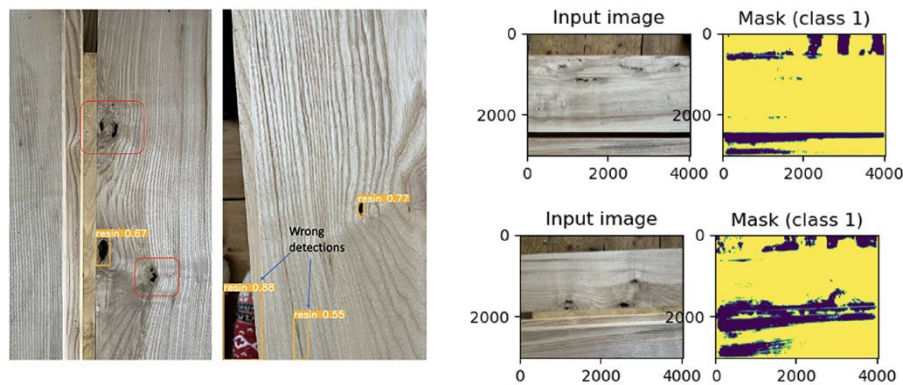 resin 0.67
resin 0.77
Wrong
detections
resin 0.88
resin 0.55
Input image
Mask (class 1)
0
2000
0
2000
4000
0
2000
0
2000
4000
Input image
Mask (class 1)
0
2000
0
2000
4000
0
2000
0
2000
4000